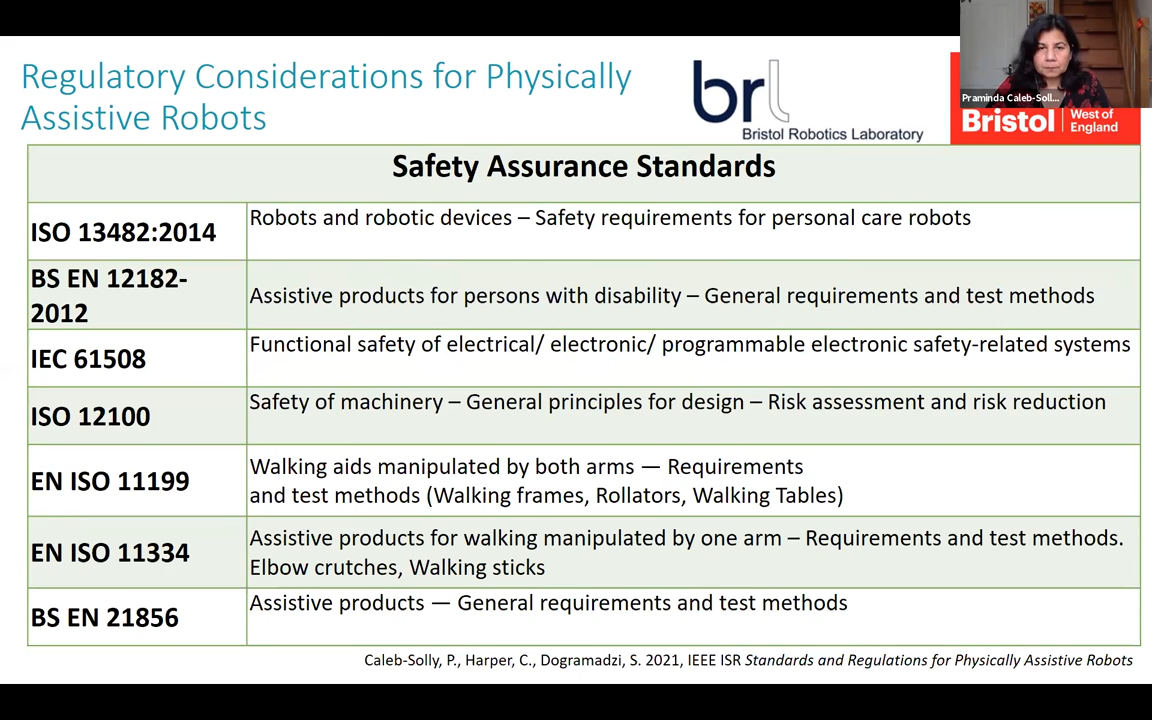 Regulatory Considerations for Physically
Assistive Robots
brl
Bristol Robotics Laboratory
Praminda Caleb-Soll...
Bristol
West of
England
Safety Assurance Standards
ISO 13482:2014
Robots and robotic devices – Safety requirements for personal care robots
BS EN 12182-
2012
Assistive products for persons with disability – General requirements and test methods
IEC 61508
Functional safety of electrical/ electronic/ programmable electronic safety-related systems
ISO 12100
Safety of machinery – General principles for design – Risk assessment and risk reduction
EN ISO 11199
Walking aids manipulated by both arms — Requirements
and test methods (Walking frames, Rollators, Walking Tables)
EN ISO 11334
Assistive products for walking manipulated by one arm – Requirements and test methods.
Elbow crutches, Walking sticks
BS EN 21856
Assistive products — General requirements and test methods
Caleb-Solly, P., Harper, C., Dogramadzi, S. 2021, IEEE ISR Standards and Regulations for Physically Assistive Robots